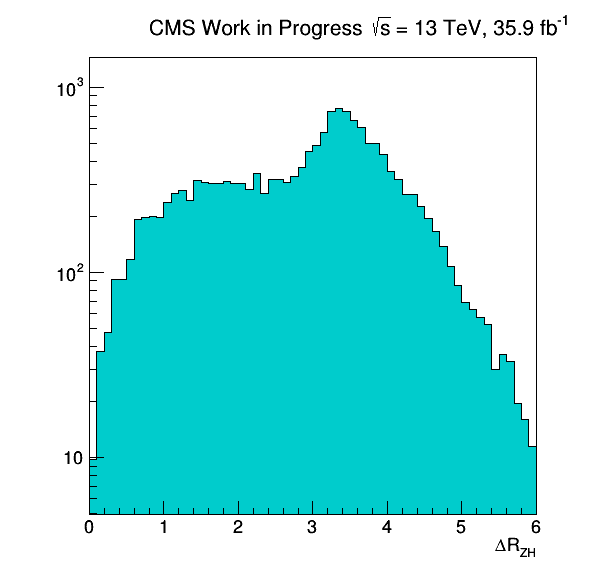 CMS Work in Progress √s = 13 TeV, 35.9 fb⁻¹
10³
10²
10
0 1 2 3 4 5 6
ΔR_ZH